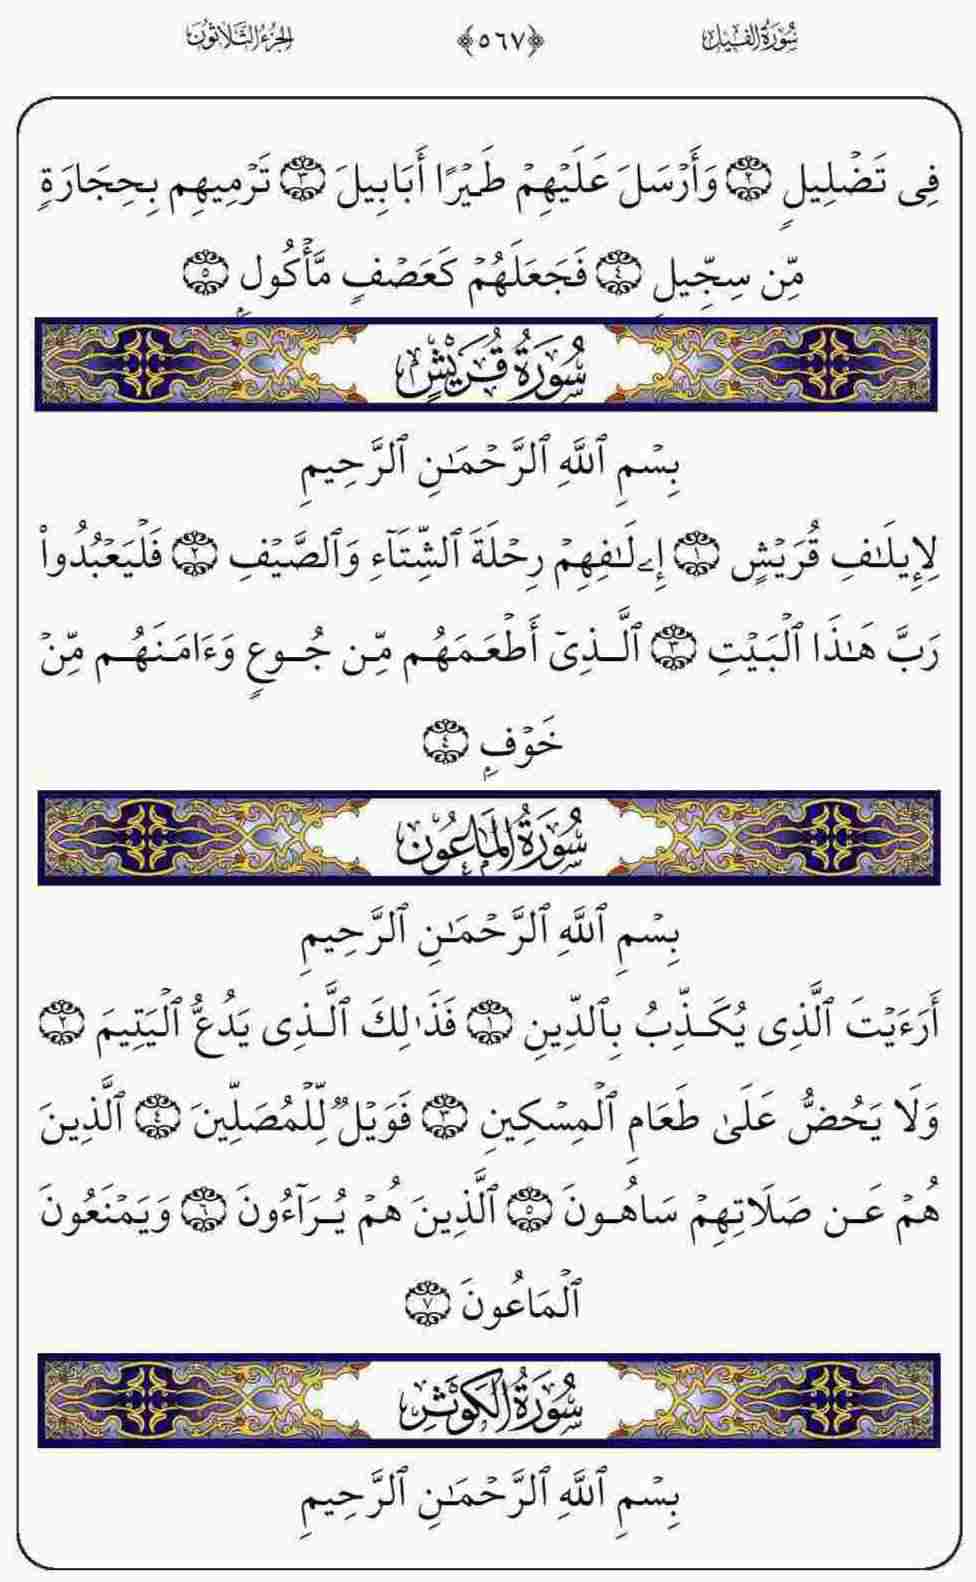 سُورَةُ الفِيل ﴿٥٦٧﴾ الجُزْءُ الثَّلَاثُونَ
فِى تَضۡلِيلٍ ٢ وَأَرۡسَلَ عَلَيۡهِمۡ طَيۡرًا أَبَابِيلَ ٣ تَرۡمِيهِم بِحِجَارَةٍ
مِّن سِجِّيلٍ ٤ فَجَعَلَهُمۡ كَعَصۡفٍ مَّأۡكُولٍ ٥
سُورَةُ قُرَيۡشٍ
بِسۡمِ ٱللَّهِ ٱلرَّحۡمَـٰنِ ٱلرَّحِيمِ
لِإِيلَـٰفِ قُرَيۡشٍ ١ إِۦلَـٰفِهِمۡ رِحۡلَةَ ٱلشِّتَآءِ وَٱلصَّيۡفِ ٢ فَلۡيَعۡبُدُواْ
رَبَّ هَـٰذَا ٱلۡبَيۡتِ ٣ ٱلَّذِىٓ أَطۡعَمَهُم مِّن جُوعٍ وَءَامَنَهُم مِّنۡ
خَوۡفٍ ٤
سُورَةُ المَاعُون
بِسۡمِ ٱللَّهِ ٱلرَّحۡمَـٰنِ ٱلرَّحِيمِ
أَرَءَيۡتَ ٱلَّذِى يُكَذِّبُ بِٱلدِّينِ ١ فَذَٰلِكَ ٱلَّذِى يَدُعُّ ٱلۡيَتِيمَ ٢
وَلَا يَحُضُّ عَلَىٰ طَعَامِ ٱلۡمِسۡكِينِ ٣ فَوَيۡلٌ لِّلۡمُصَلِّينَ ٤ ٱلَّذِينَ
هُمۡ عَن صَلَاتِهِمۡ سَاهُونَ ٥ ٱلَّذِينَ هُمۡ يُرَآءُونَ ٦ وَيَمۡنَعُونَ
ٱلۡمَاعُونَ ٧
سُورَةُ الكَوۡثَر
بِسۡمِ ٱللَّهِ ٱلرَّحۡمَـٰنِ ٱلرَّحِيمِ